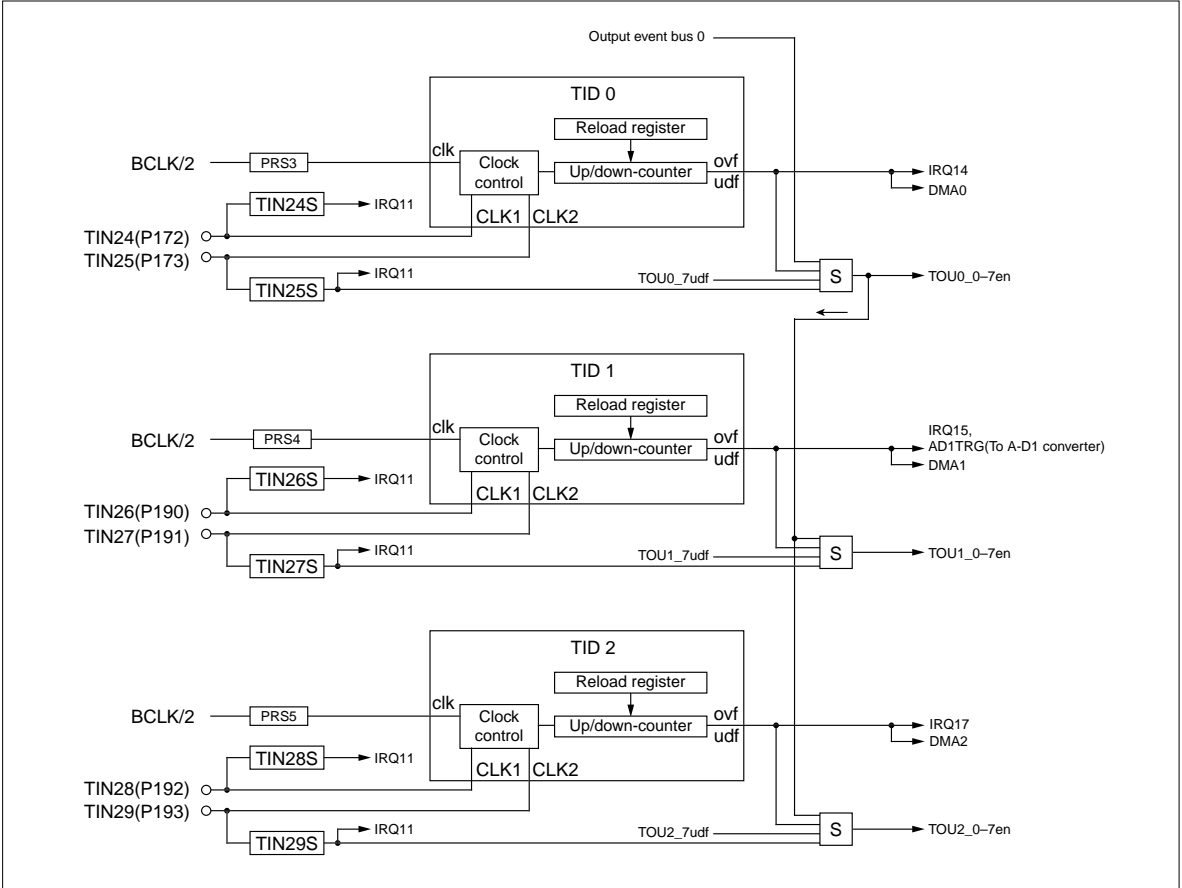 Output event bus 0
TID 0
Reload register
clk
BCLK/2
PRS3
Clock control
Up/down-counter
ovf
udf
IRQ14
DMA0
TIN24S
IRQ11
CLK1
CLK2
TIN24(P172)
TIN25(P173)
IRQ11
TIN25S
TOU0_7udf
S
TOU0_0–7en
TID 1
Reload register
clk
BCLK/2
PRS4
Clock control
Up/down-counter
ovf
udf
IRQ15,
AD1TRG(To A-D1 converter)
DMA1
TIN26S
IRQ11
CLK1
CLK2
TIN26(P190)
TIN27(P191)
IRQ11
TIN27S
TOU1_7udf
S
TOU1_0–7en
TID 2
Reload register
clk
BCLK/2
PRS5
Clock control
Up/down-counter
ovf
udf
IRQ17
DMA2
TIN28S
IRQ11
CLK1
CLK2
TIN28(P192)
TIN29(P193)
IRQ11
TIN29S
TOU2_7udf
S
TOU2_0–7en